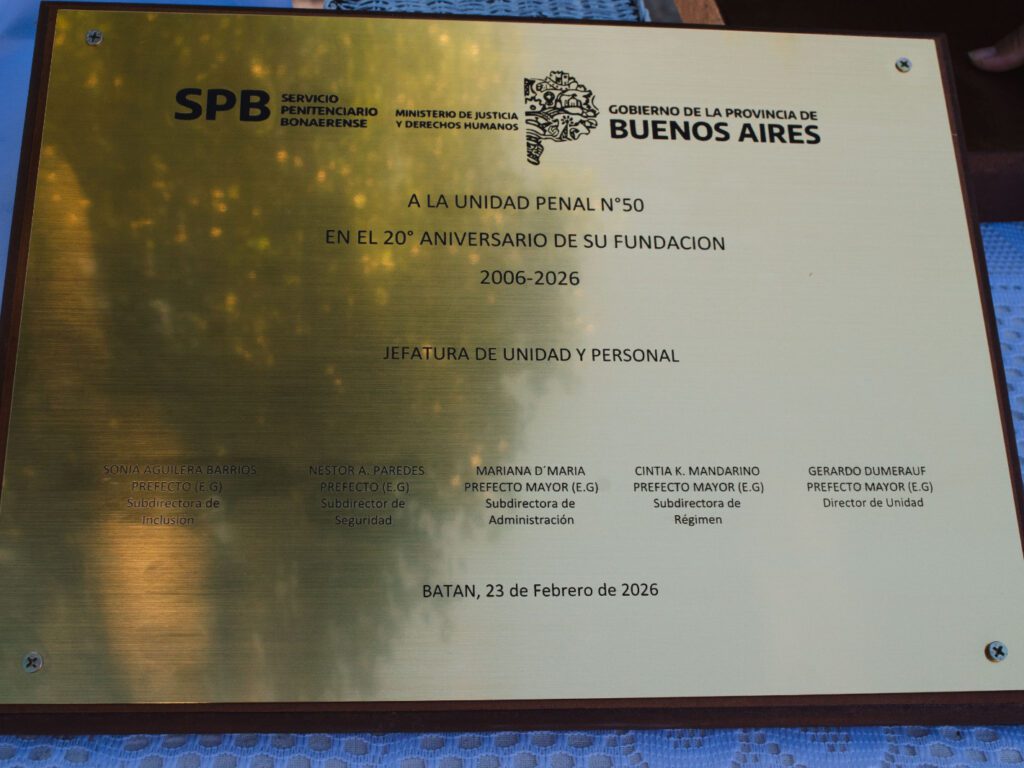 SPB SERVICIO
PENITENCIARIO
BONAERENSE
MINISTERIO DE JUSTICIA
Y DERECHOS HUMANOS
GOBIERNO DE LA PROVINCIA DE
BUENOS AIRES
A LA UNIDAD PENAL N°50
EN EL 20° ANIVERSARIO DE SU FUNDACION
2006-2026
JEFATURA DE UNIDAD Y PERSONAL
SONIA AGUILERA BARRIOS
PREFECTO (E.G)
Subdirectora de
Inclusión
NESTOR A. PAREDES
PREFECTO (E.G)
Subdirector de
Seguridad
MARIANA D´MARIA
PREFECTO MAYOR (E.G)
Subdirectora de
Administración
CINTIA K. MANDARINO
PREFECTO MAYOR (E.G)
Subdirectora de
Régimen
GERARDO DUMERAUF
PREFECTO MAYOR (E.G)
Director de Unidad
BATAN, 23 de Febrero de 2026